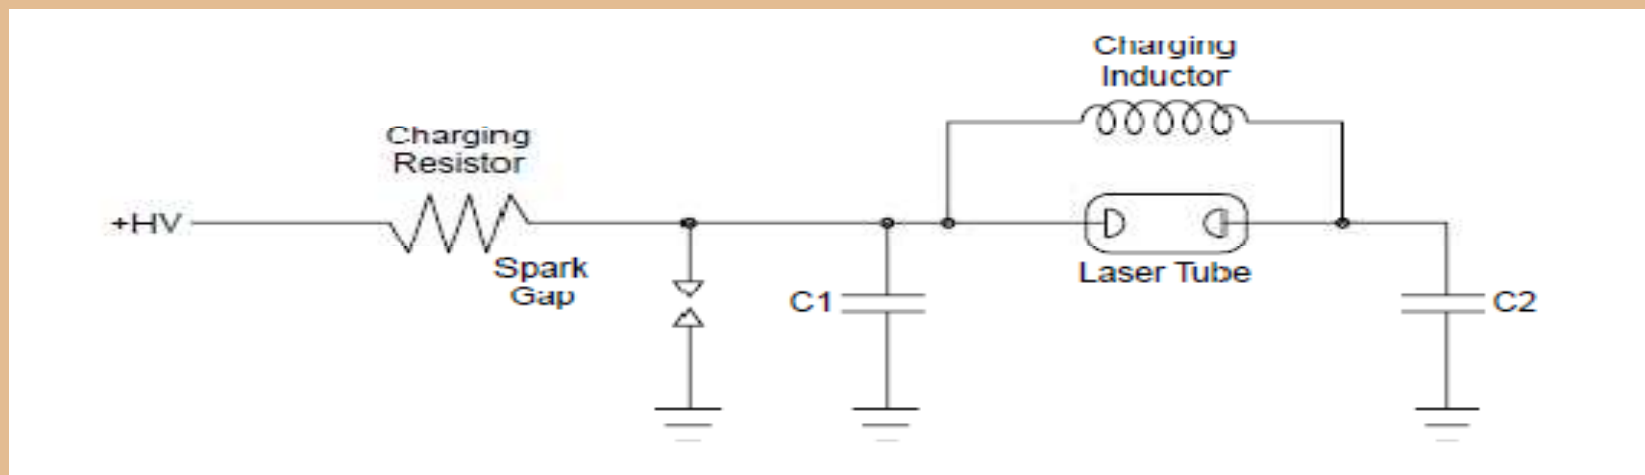 Charging
Inductor
Charging
Resistor
+HV
Spark
Gap
Laser Tube
C1
C2